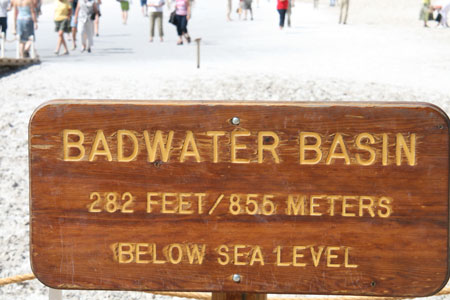 BADWATER BASIN
282 FEET/855 METERS
BELOW SEA LEVEL